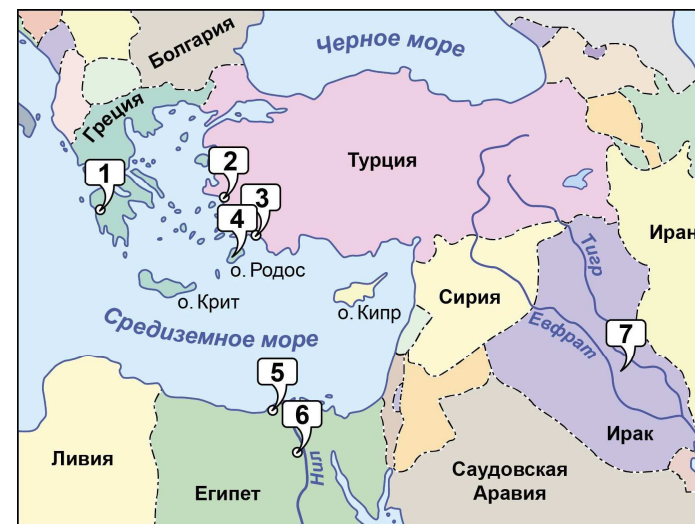 Болгария
Черное море
Греция
1
2
Турция
3
4
Иран
о. Родос
Тигр
о. Крит
о. Кипр
Сирия
Средиземное море
Евфрат
7
5
6
Ирак
Ливия
Нил
Саудовская
Аравия
Египет